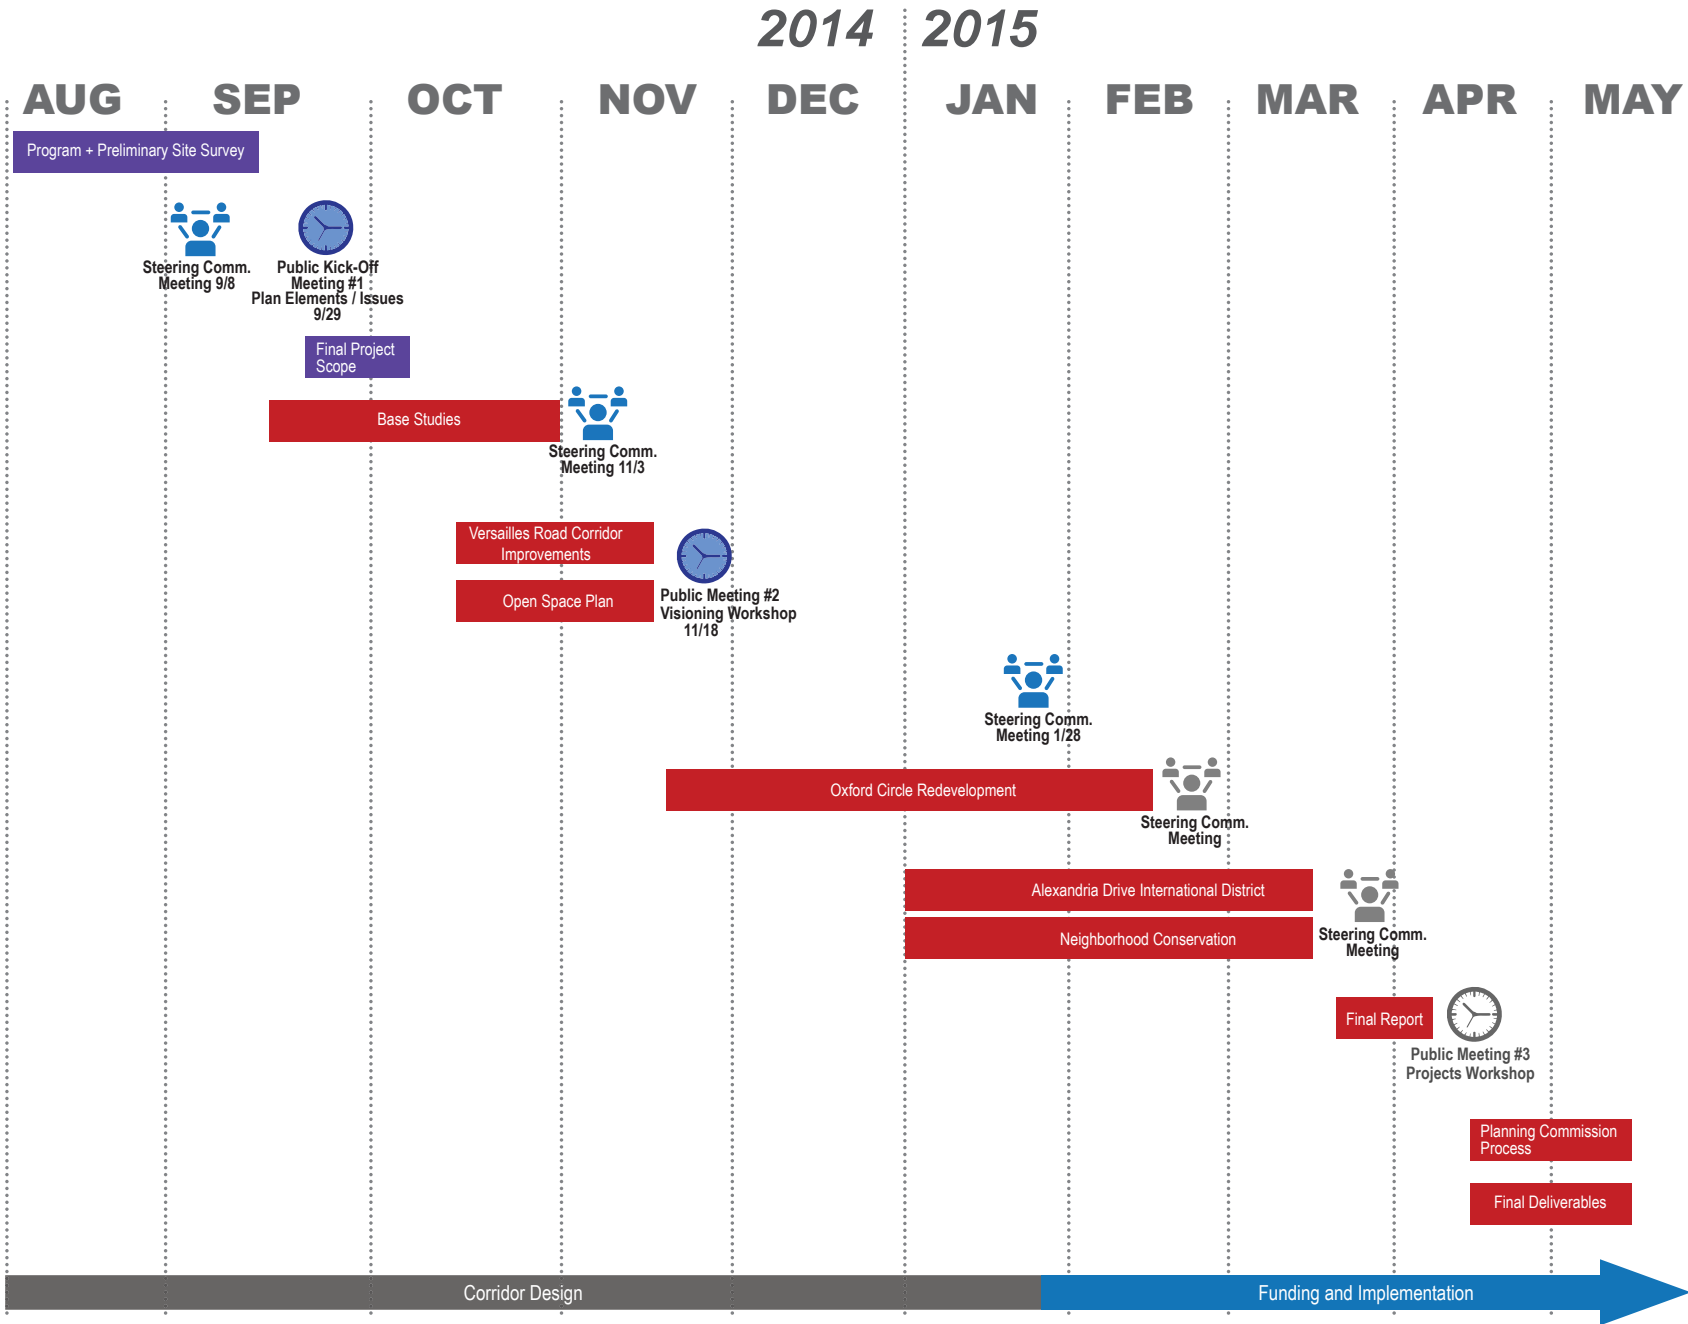 2014
2015
AUG
SEP
OCT
NOV
DEC
JAN
FEB
MAR
APR
MAY
Program + Preliminary Site Survey
Steering Comm.
Meeting 9/8
Public Kick-Off
Meeting #1
Plan Elements / Issues
9/29
Final Project
Scope
Base Studies
Steering Comm.
Meeting 11/3
Versailles Road Corridor
Improvements
Open Space Plan
Public Meeting #2
Visioning Workshop
11/18
Steering Comm.
Meeting 1/28
Oxford Circle Redevelopment
Steering Comm.
Meeting
Alexandria Drive International District
Neighborhood Conservation
Steering Comm.
Meeting
Final Report
Public Meeting #3
Projects Workshop
Planning Commission
Process
Final Deliverables
Corridor Design
Funding and Implementation